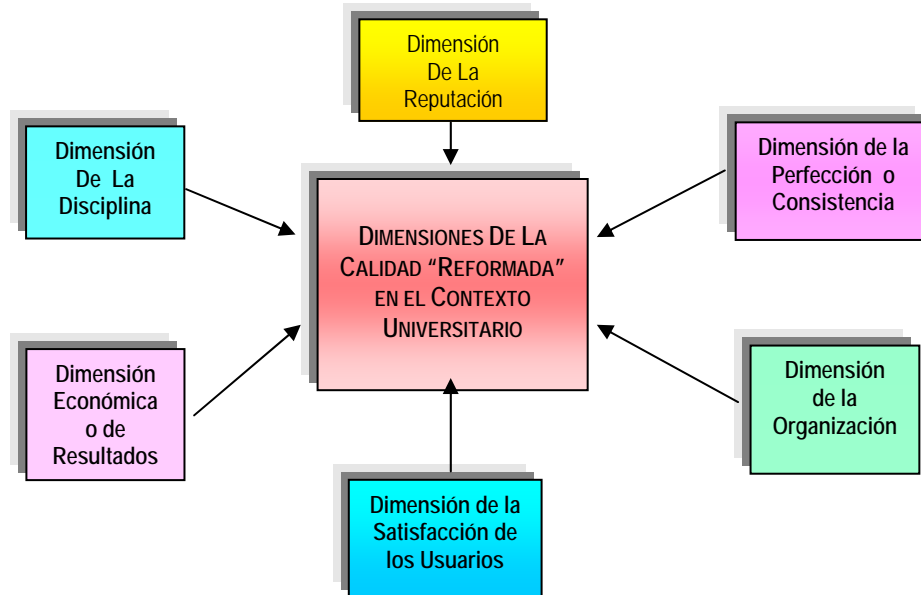 Dimensión
De La
Reputación
Dimensión
De La
Disciplina
Dimensión de la
Perfección o
Consistencia
DIMENSIONES DE LA
CALIDAD “REFORMADA”
EN EL CONTEXTO
UNIVERSITARIO
Dimensión
Económica
o de
Resultados
Dimensión
de la
Organización
Dimensión de la
Satisfacción de
los Usuarios